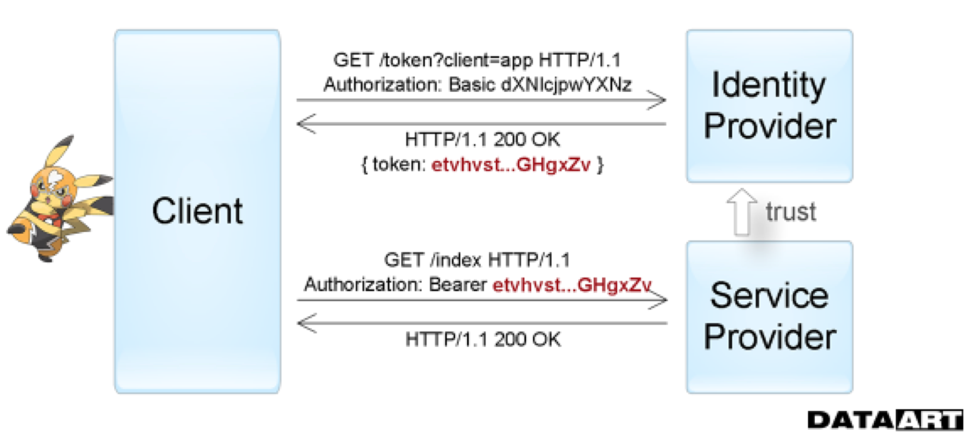 GET /token?client=app HTTP/1.1
Authorization: Basic dXNlcjpwYXNz
HTTP/1.1 200 OK
{ token: etvhvst...GHgxZv }
Identity
Provider
Client
trust
GET /index HTTP/1.1
Authorization: Bearer etvhvst...GHgxZv
HTTP/1.1 200 OK
Service
Provider
DATAART